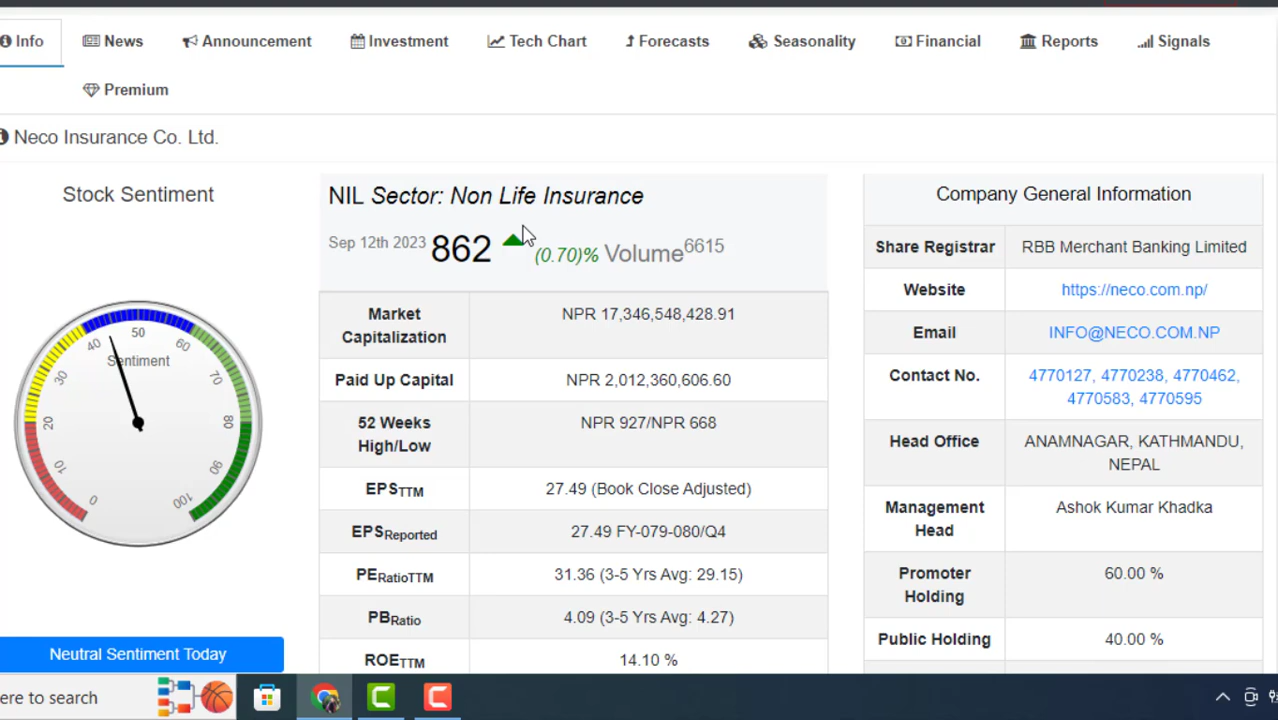 Info News Announcement Investment Tech Chart Forecasts Seasonality Financial Reports Signals
Premium
Neco Insurance Co. Ltd.
Stock Sentiment
0
10
20
30
40
50
60
70
80
90
100
Sentiment
Neutral Sentiment Today
NIL Sector: Non Life Insurance
Sep 12th 2023 862 (0.70)% Volume 6615
Market NPR 17,346,548,428.91
Capitalization
Paid Up Capital NPR 2,012,360,606.60
52 Weeks NPR 927/NPR 668
High/Low
EPSTTM 27.49 (Book Close Adjusted)
EPSReported 27.49 FY-079-080/Q4
PERatioTTM 31.36 (3-5 Yrs Avg: 29.15)
PBRatio 4.09 (3-5 Yrs Avg: 4.27)
ROETTM 14.10 %
Company General Information
Share Registrar RBB Merchant Banking Limited
Website https://neco.com.np/
Email INFO@NECO.COM.NP
Contact No. 4770127, 4770238, 4770462,
4770583, 4770595
Head Office ANAMNAGAR, KATHMANDU,
NEPAL
Management Ashok Kumar Khadka
Head
Promoter 60.00 %
Holding
Public Holding 40.00 %
ere to search